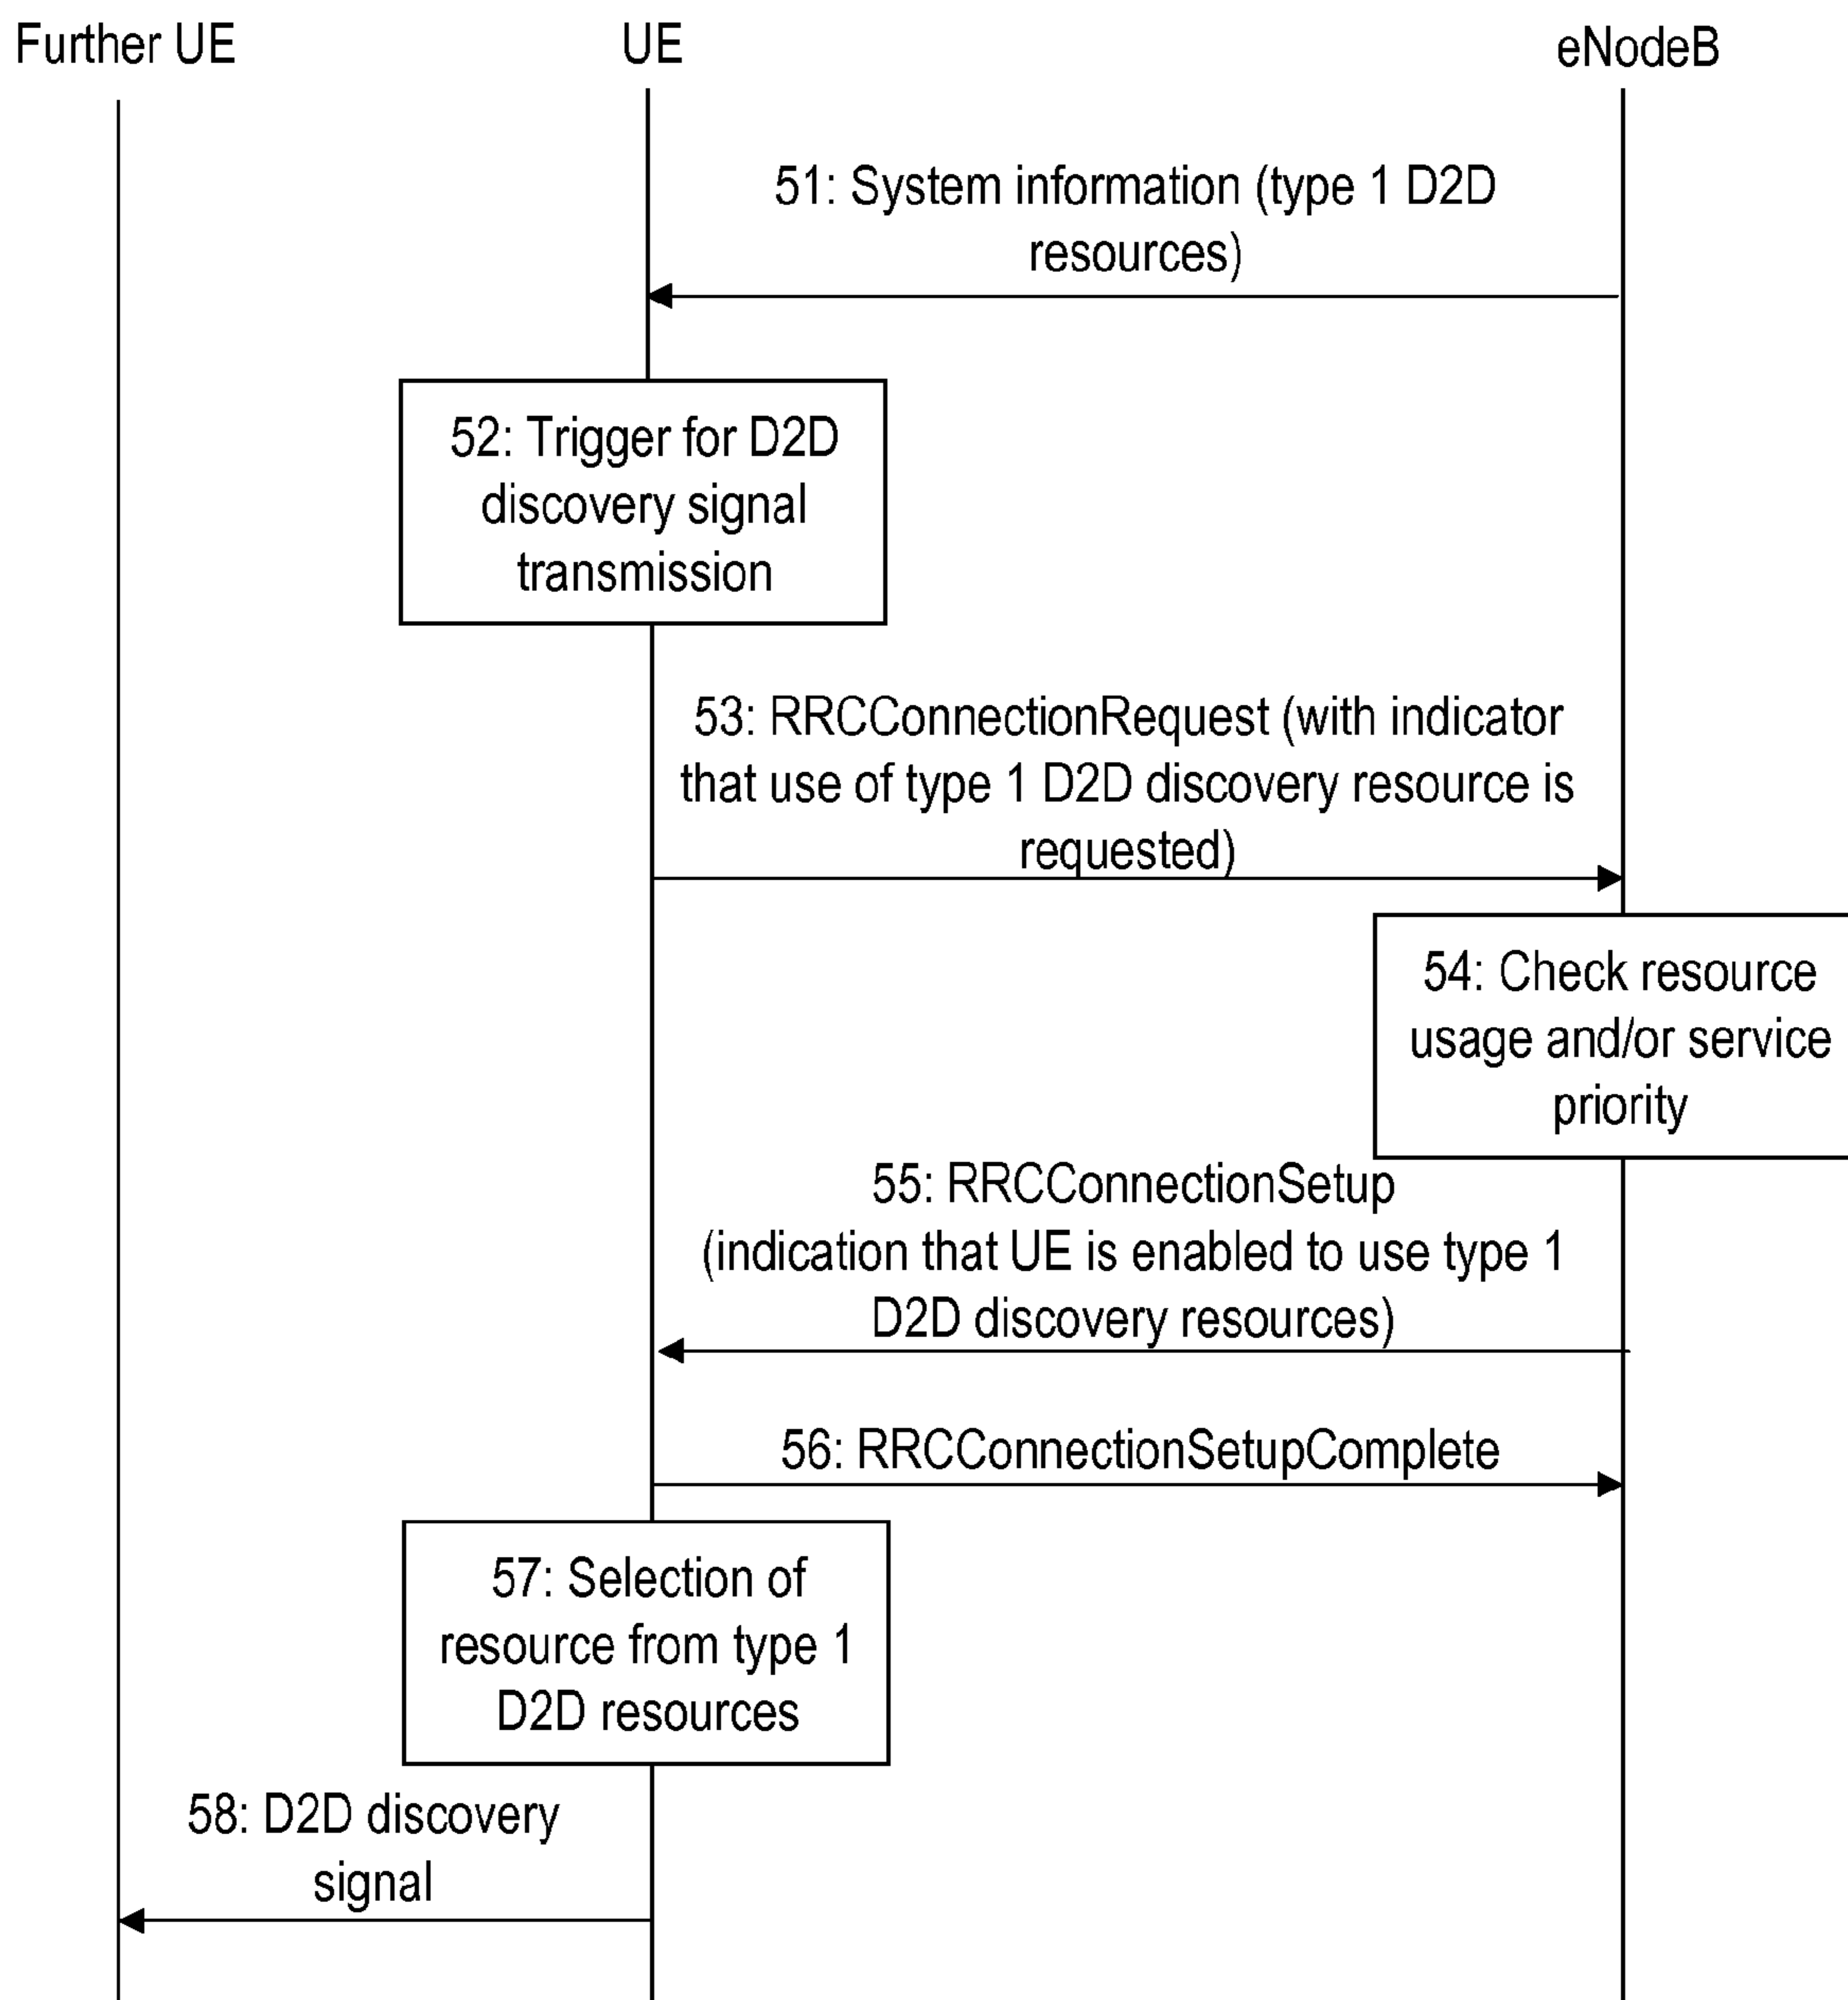 Further UE
UE
eNodeB
51: System information (type 1 D2D
resources)
52: Trigger for D2D
discovery signal
transmission
53: RRCConnectionRequest (with indicator
that use of type 1 D2D discovery resource is
requested)
54: Check resource
usage and/or service
priority
55: RRCConnectionSetup
(indication that UE is enabled to use type 1
D2D discovery resources)
56: RRCConnectionSetupComplete
57: Selection of
resource from type 1
D2D resources
58: D2D discovery
signal